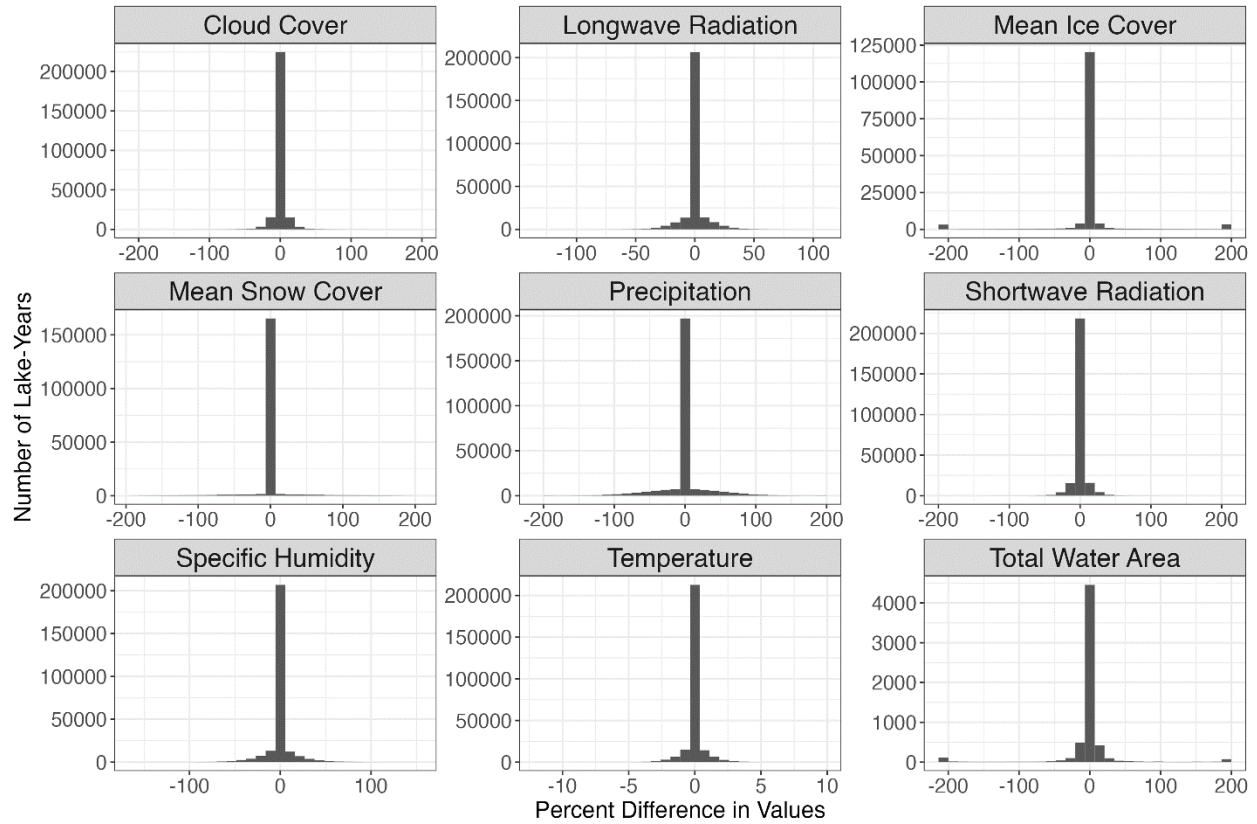 Cloud Cover
Longwave Radiation
Mean Ice Cover
200000
150000
100000
50000
0
-200 -100 0 100 200
200000
150000
100000
50000
0
-100 -50 0 50 100
125000
100000
75000
25000
25000
0
-200 -100 0 100 200
Mean Snow Cover
Precipitation
Shortwave Radiation
150000
100000
50000
0
-200 -100 0 100 200
200000
150000
100000
50000
0
-200 -100 0 100 200
200000
150000
100000
50000
0
-200 -100 0 100 200
Specific Humidity
Temperature
Total Water Area
200000
150000
100000
50000
0
-100 0 100
200000
150000
100000
50000
0
-10 -5 0 5 10
4000
3000
4000
1000
0
-200 -100 0 100 200
Number of Lake-Years
Percent Difference in Values